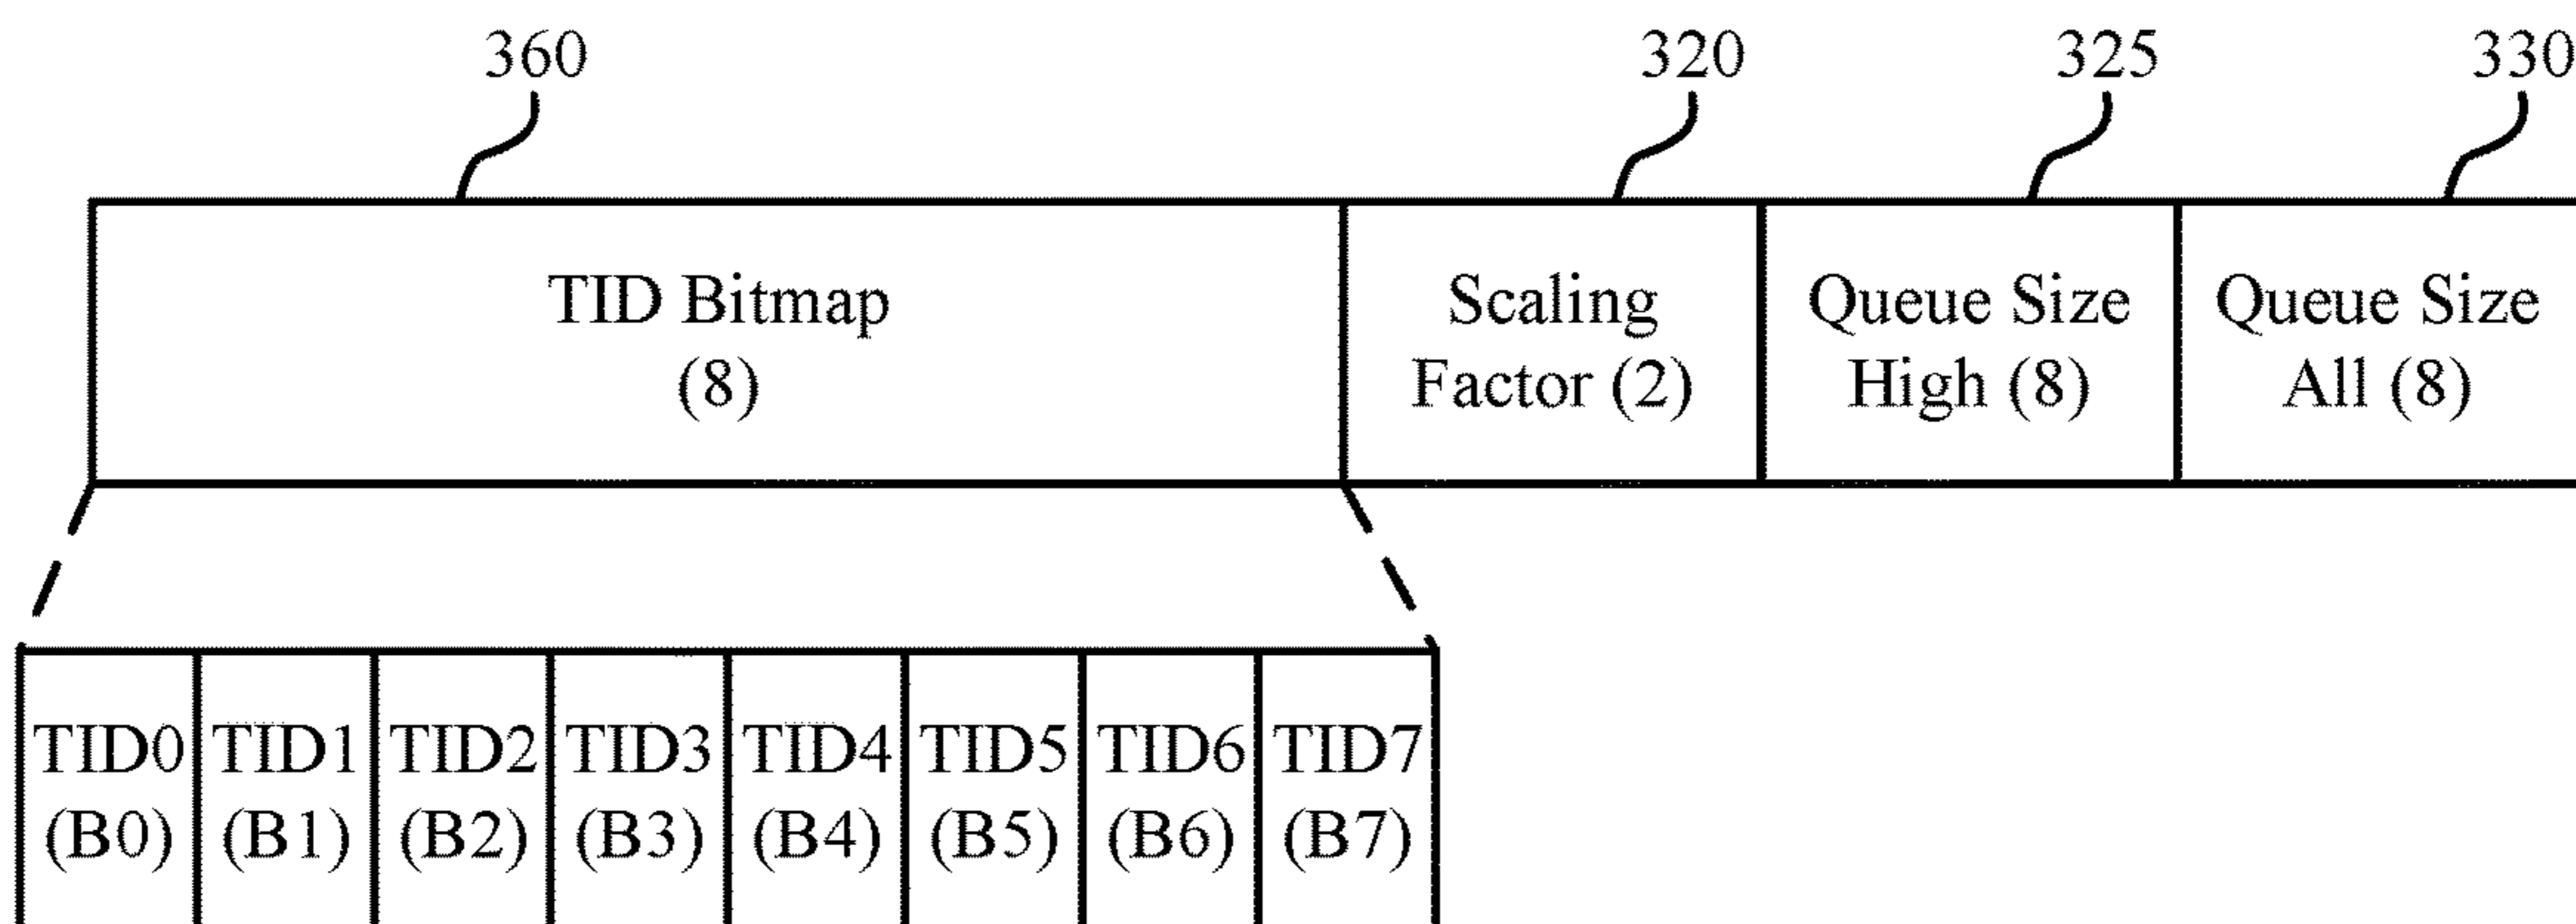 360 320 325 330
TID Bitmap
(8)
Scaling
Factor (2)
Queue Size
High (8)
Queue Size
All (8)
TID0 TID1 TID2 TID3 TID4 TID5 TID6 TID7
(B0) (B1) (B2) (B3) (B4) (B5) (B6) (B7)